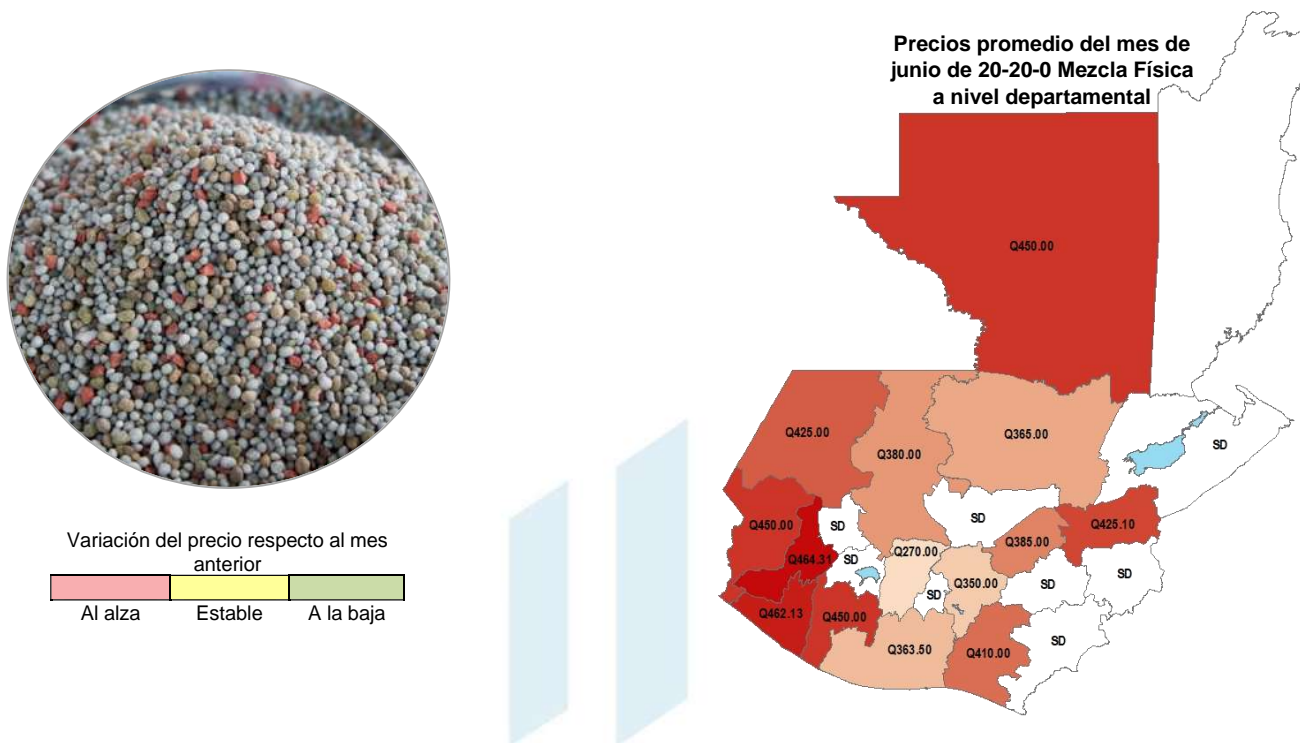 Precios promedio del mes de
junio de 20-20-0 Mezcla Física
a nivel departamental
Q450.00
Q425.00
Q380.00
Q365.00
SD
Q450.00
SD
SD
Q425.10
Q464.31
SD
Q270.00
Q385.00
Q350.00
SD
SD
SD
Q462.13
Q450.00
Q363.50
Q410.00
SD
Variación del precio respecto al mes
anterior
Al alza Estable A la baja